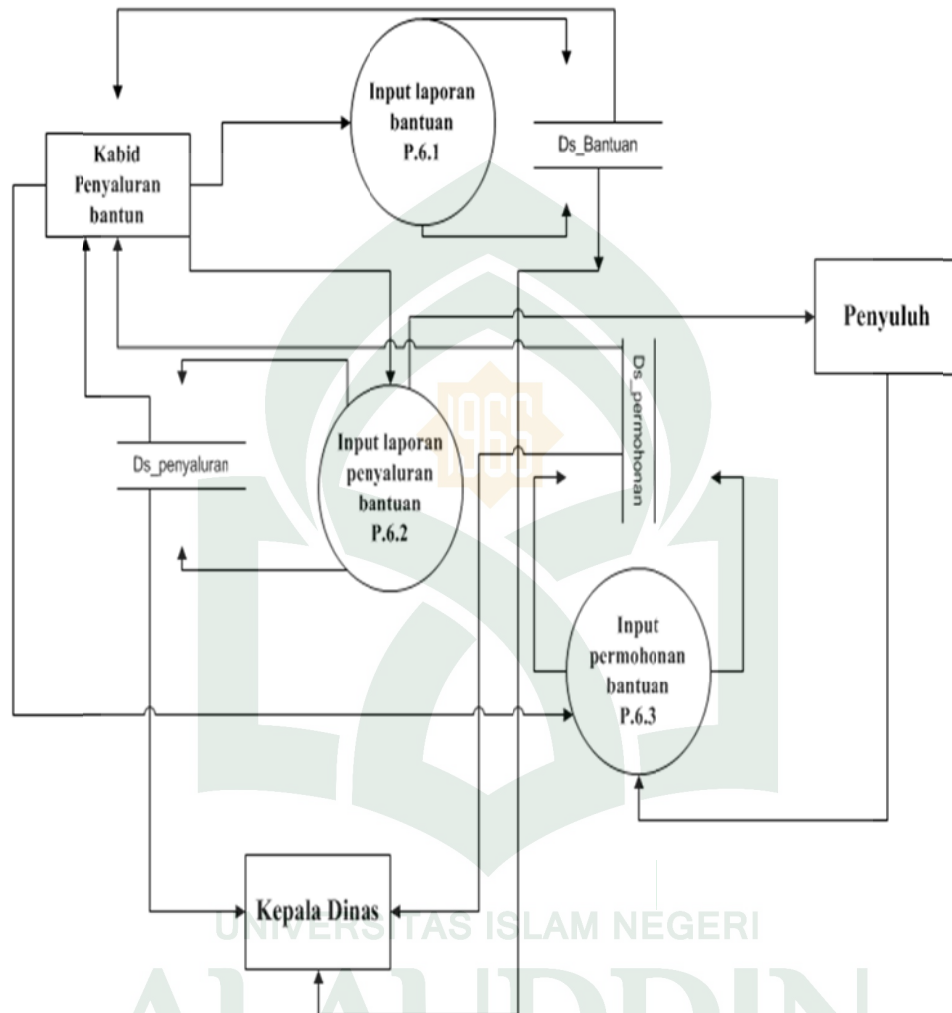 Input laporan
bantuan
P.6.1
Ds_Bantuan
Kabid
Penyaluran
bantun
Penyuluh
Ds_permohonan
1965
Input laporan
penyaluran
bantuan
P.6.2
Ds_penyaluran
Input
permohonan
bantuan
P.6.3
Kepala Dinas
UNIVERSITAS ISLAM NEGERI
ALAUDDIN